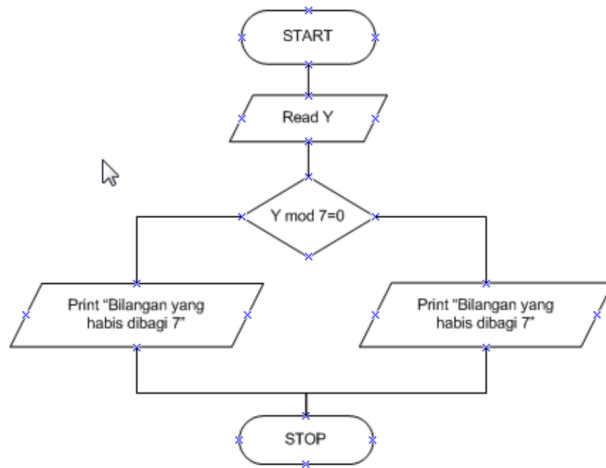 START
Read Y
Y mod 7=0
Print “Bilangan yang
habis dibagi 7”
Print “Bilangan yang
habis dibagi 7”
STOP